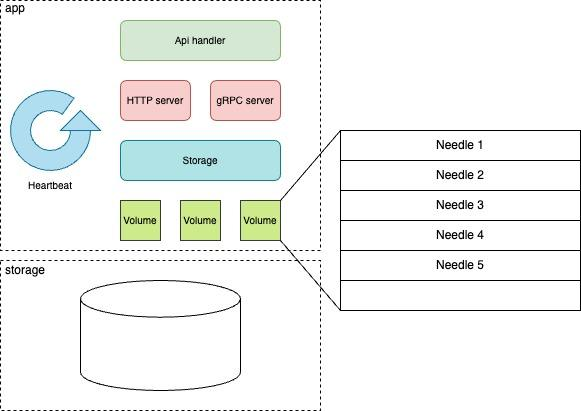 app
Api handler
HTTP server
gRPC server
Heartbeat
Storage
Volume
Volume
Volume
Needle 1
Needle 2
Needle 3
Needle 4
Needle 5
storage